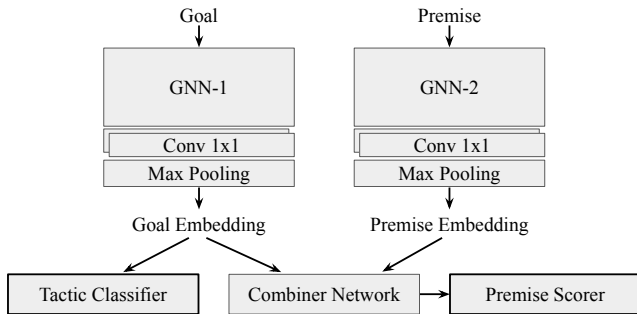 Goal Premise
GNN-1 GNN-2
Conv 1x1 Conv 1x1
Max Pooling Max Pooling
Goal Embedding Premise Embedding
Tactic Classifier Combiner Network Premise Scorer